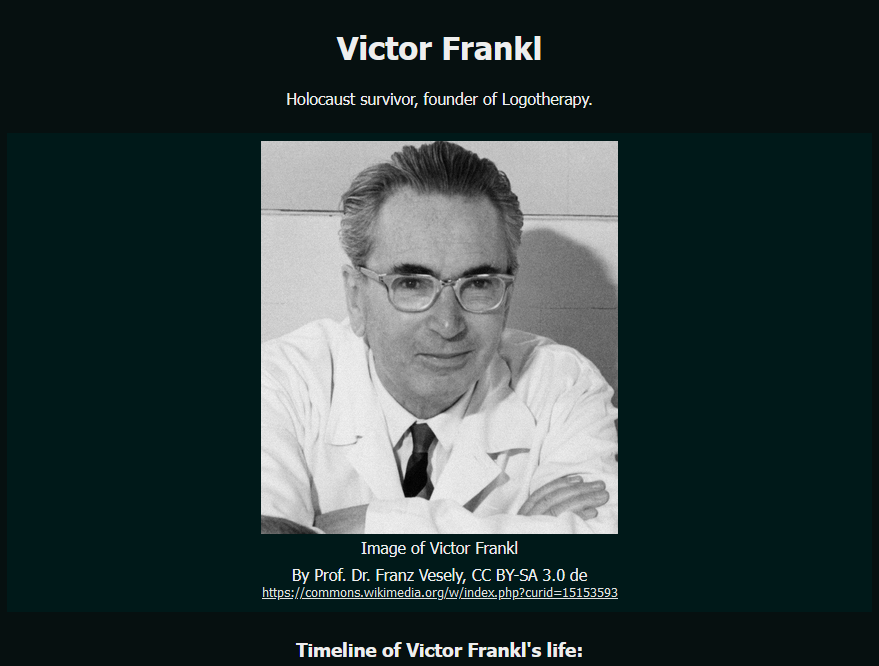 Victor Frankl
Holocaust survivor, founder of Logotherapy.
Image of Victor Frankl
By Prof. Dr. Franz Vesely, CC BY-SA 3.0 de
https://commons.wikimedia.org/w/index.php?curid=15153593
Timeline of Victor Frankl's life: